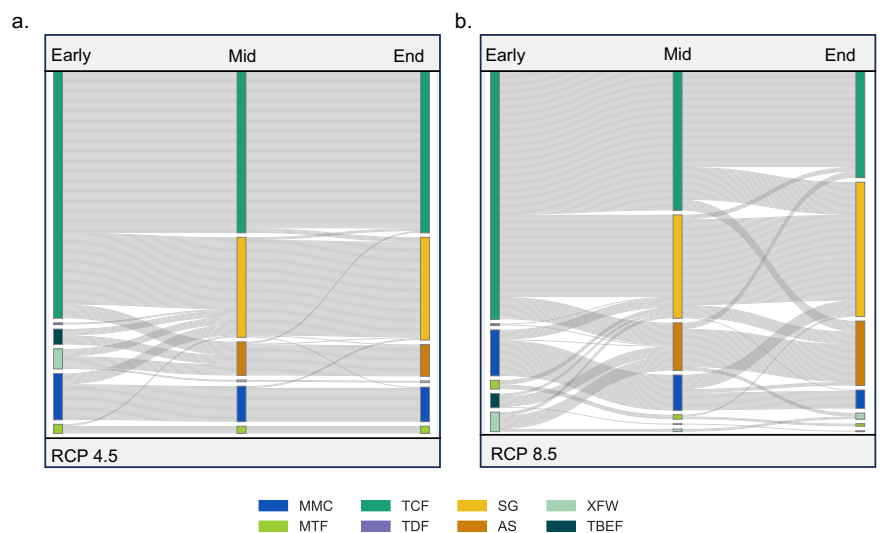 a.
b.
Early Mid End
Early Mid End
RCP 4.5
RCP 8.5
MMC TCF SG XFW
MTF TDF AS TBEF